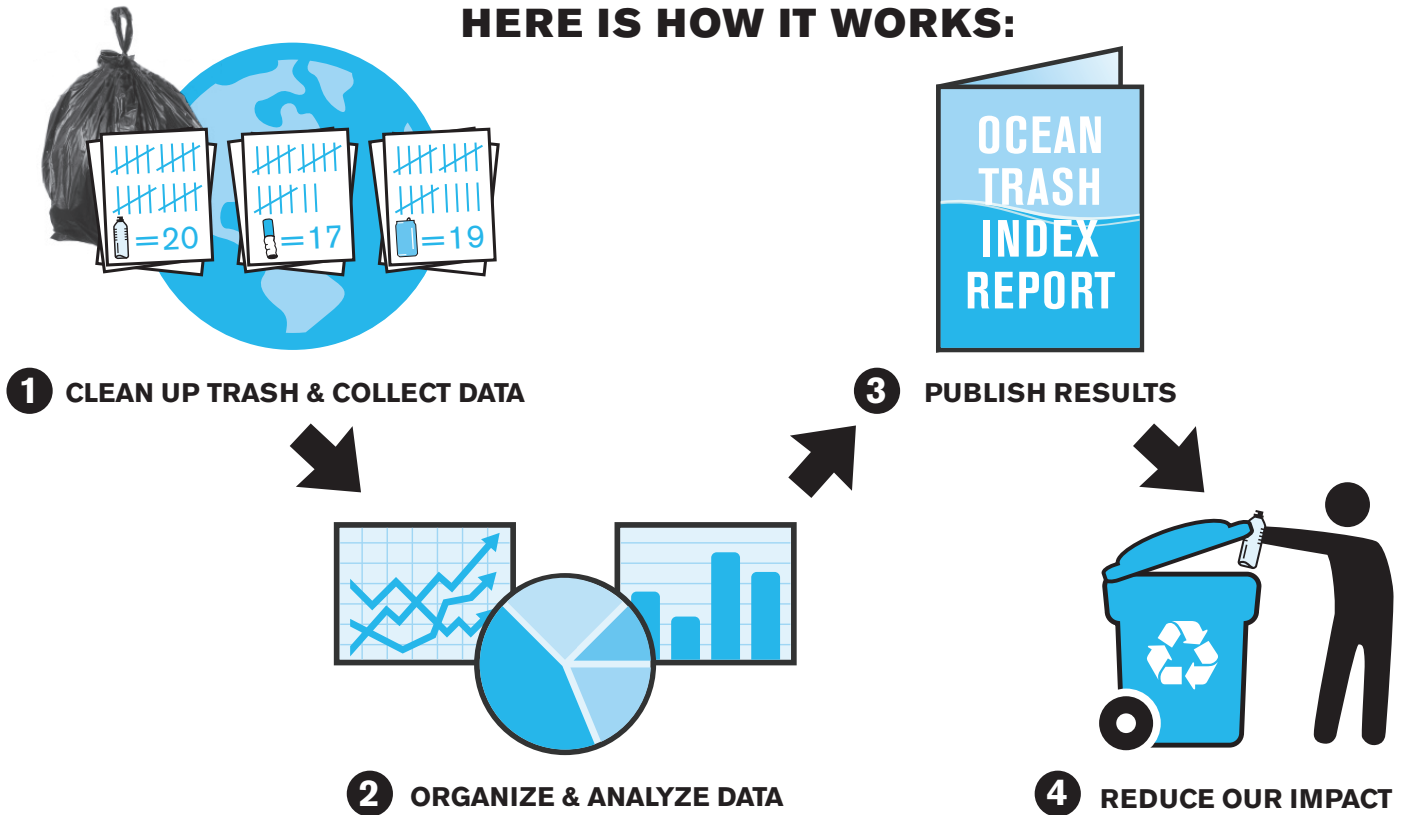 HERE IS HOW IT WORKS:
=20
=17
=19
1 CLEAN UP TRASH & COLLECT DATA
2 ORGANIZE & ANALYZE DATA
OCEAN
TRASH
INDEX
REPORT
3 PUBLISH RESULTS
4 REDUCE OUR IMPACT